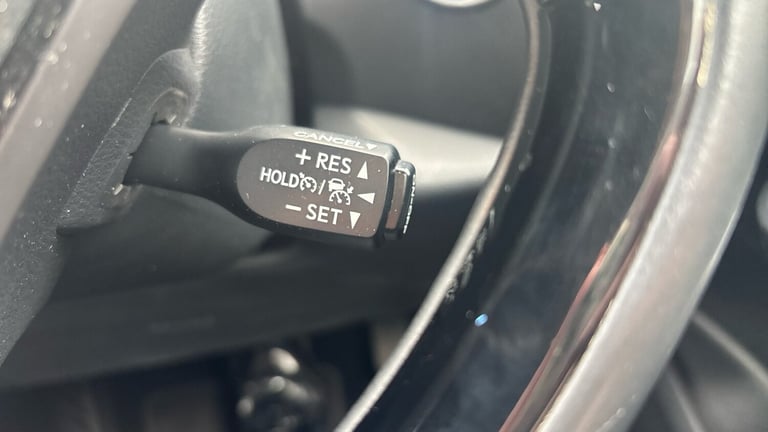 CANCEL▼
+ RES ▲
HOLD /
− SET ▼